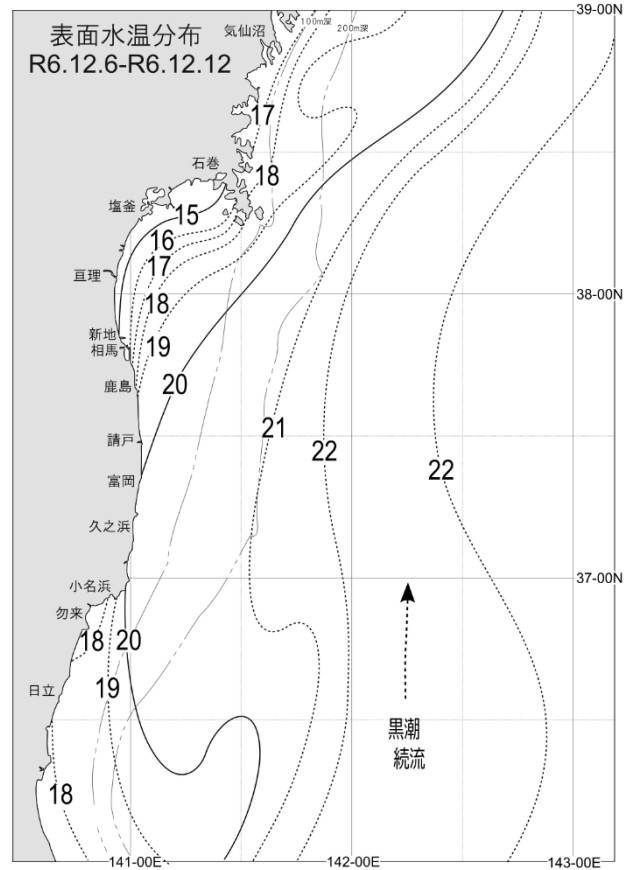 表面水温分布
R6.12.6-R6.12.12
39-00N
気仙沼
100m深
200m深
17
石巻
18
塩釜
15
16
17
亘理
38-00N
18
新地
相馬
19
鹿島
20
21
請戸
22
22
富岡
久之浜
37-00N
小名浜
勿来
18
20
19
日立
黒潮
続流
18
141-00E
142-00E
143-00E